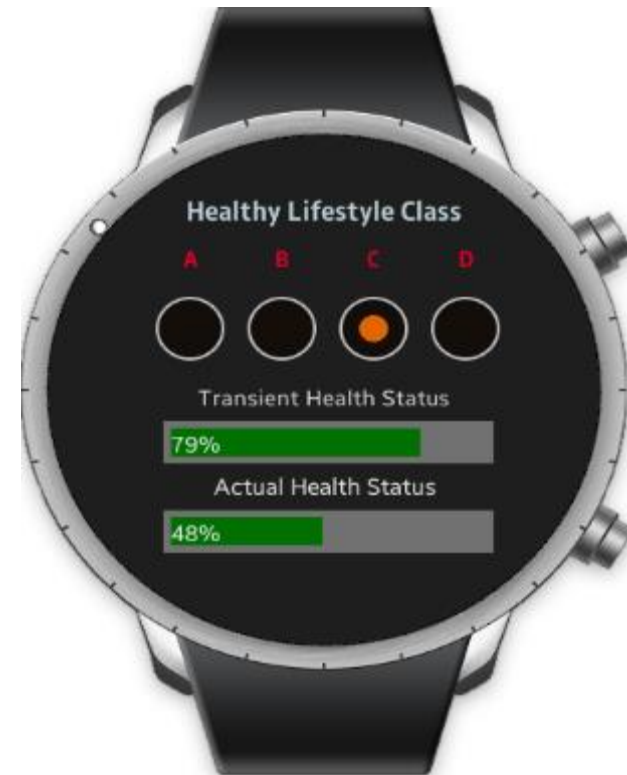 Healthy Lifestyle Class
A B C D
Transient Health Status
79%
Actual Health Status
48%